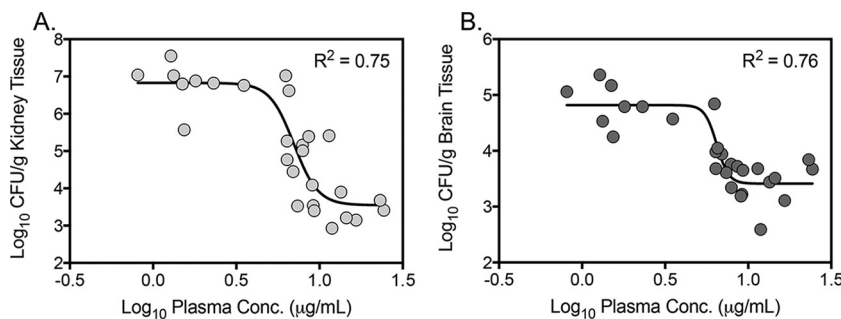 A.
R² = 0.75
Log₁₀ CFU/g Kidney Tissue
8
7
6
5
4
3
2
-0.5 0.0 0.5 1.0 1.5
Log₁₀ Plasma Conc. (μg/mL)
B.
R² = 0.76
Log₁₀ CFU/g Brain Tissue
6
5
4
3
2
-0.5 0.0 0.5 1.0 1.5
Log₁₀ Plasma Conc. (μg/mL)